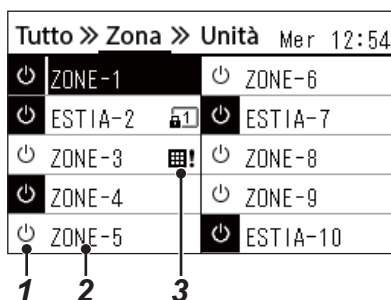 Tutto » Zona » Unità Mer 12:54
ZONE-1 ZONE-6
ESTIA-2 1 ESTIA-7
ZONE-3 ! ZONE-8
ZONE-4 ZONE-9
ZONE-5 ESTIA-10
1 2 3